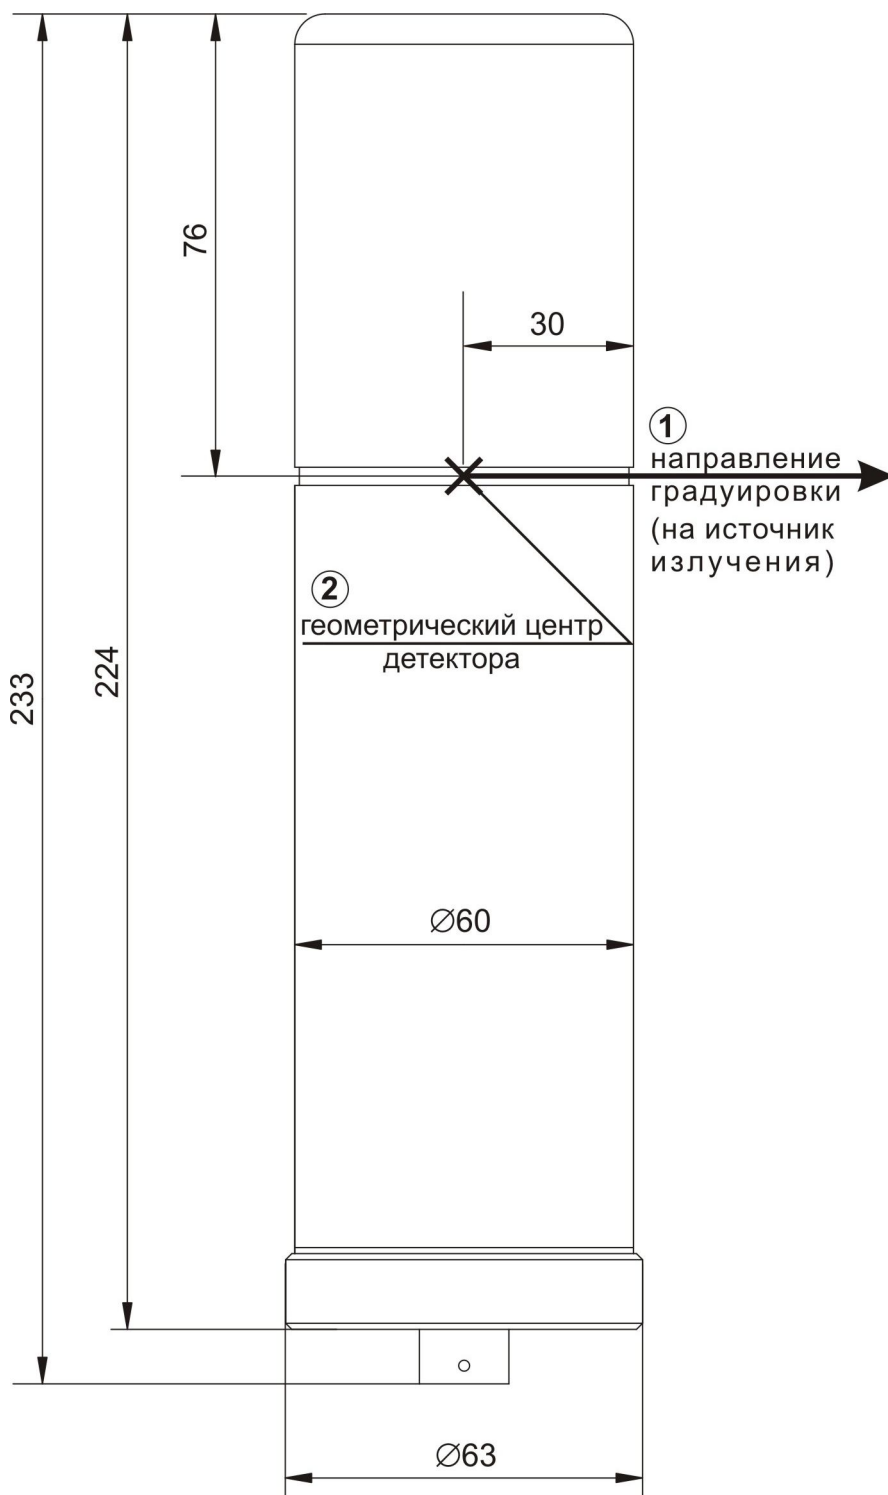 76
30
1
направление
градуировки
(на источник
излучения)
2
геометрический центр
детектора
233
224
∅60
∅63